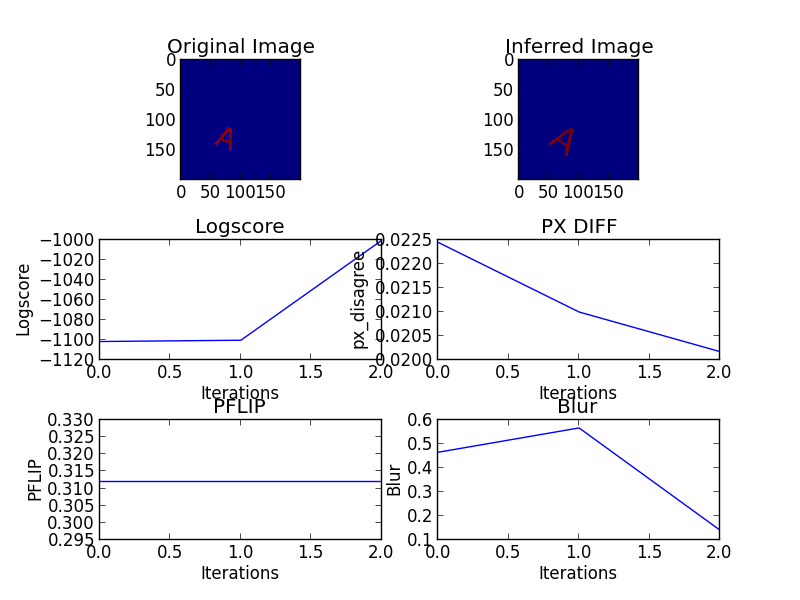 Original Image
0
50
100
150
A
0 50 100 150
Inferred Image
0
50
100
150
A
0 50 100 150
Logscore
Logscore
−1000
−1020
−1040
−1060
−1080
−1100
−1120
0.0 0.5 1.0 1.5 2.0
Iterations
PX DIFF
px_disagree
0.0225
0.0220
0.0215
0.0210
0.0205
0.0200
0.0 0.5 1.0 1.5 2.0
Iterations
PFLIP
PFLIP
0.330
0.325
0.320
0.315
0.310
0.305
0.300
0.295
0.0 0.5 1.0 1.5 2.0
Iterations
Blur
Blur
0.6
0.5
0.4
0.3
0.2
0.1
0.0 0.5 1.0 1.5 2.0
Iterations